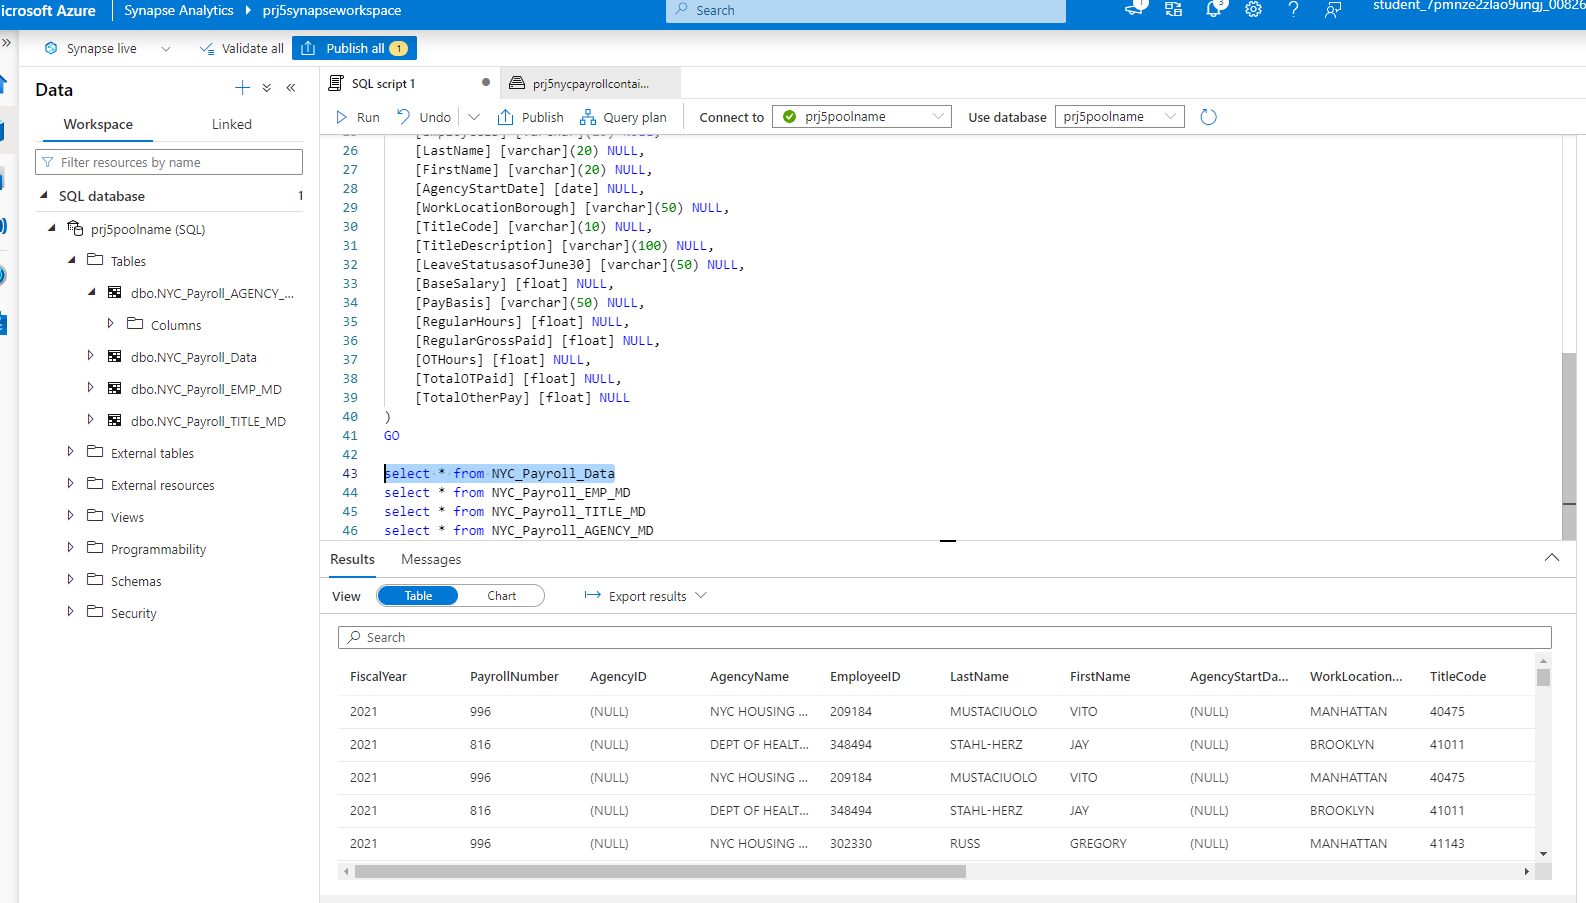 icrosoft Azure
Synapse Analytics
prj5synapseworkspace
Search
1
3
student_7pmnze2zlao9ungj_00826
Synapse live
Validate all
Publish all 1
Data
Workspace
Linked
Filter resources by name
SQL database 1
prj5poolname (SQL)
Tables
dbo.NYC_Payroll_AGENCY_...
Columns
dbo.NYC_Payroll_Data
dbo.NYC_Payroll_EMP_MD
dbo.NYC_Payroll_TITLE_MD
External tables
External resources
Views
Programmability
Schemas
Security
SQL script 1
prj5nycpayrollcontai...
Run
Undo
Publish
Query plan
Connect to
prj5poolname
Use database
prj5poolname
26 [LastName] [varchar](20) NULL,
27 [FirstName] [varchar](20) NULL,
28 [AgencyStartDate] [date] NULL,
29 [WorkLocationBorough] [varchar](50) NULL,
30 [TitleCode] [varchar](10) NULL,
31 [TitleDescription] [varchar](100) NULL,
32 [LeaveStatusasofJune30] [varchar](50) NULL,
33 [BaseSalary] [float] NULL,
34 [PayBasis] [varchar](50) NULL,
35 [RegularHours] [float] NULL,
36 [RegularGrossPaid] [float] NULL,
37 [OTHours] [float] NULL,
38 [TotalOTPaid] [float] NULL,
39 [TotalOtherPay] [float] NULL
40 )
41 GO
42
43 select * from NYC_Payroll_Data
44 select * from NYC_Payroll_EMP_MD
45 select * from NYC_Payroll_TITLE_MD
46 select * from NYC_Payroll_AGENCY_MD
Results
Messages
View
Table
Chart
Export results
Search
FiscalYear PayrollNumber AgencyID AgencyName EmployeeID LastName FirstName AgencyStartDa... WorkLocation... TitleCode
2021 996 (NULL) NYC HOUSING ... 209184 MUSTACIUOLO VITO (NULL) MANHATTAN 40475
2021 816 (NULL) DEPT OF HEALT... 348494 STAHL-HERZ JAY (NULL) BROOKLYN 41011
2021 996 (NULL) NYC HOUSING ... 209184 MUSTACIUOLO VITO (NULL) MANHATTAN 40475
2021 816 (NULL) DEPT OF HEALT... 348494 STAHL-HERZ JAY (NULL) BROOKLYN 41011
2021 996 (NULL) NYC HOUSING ... 302330 RUSS GREGORY (NULL) MANHATTAN 41143